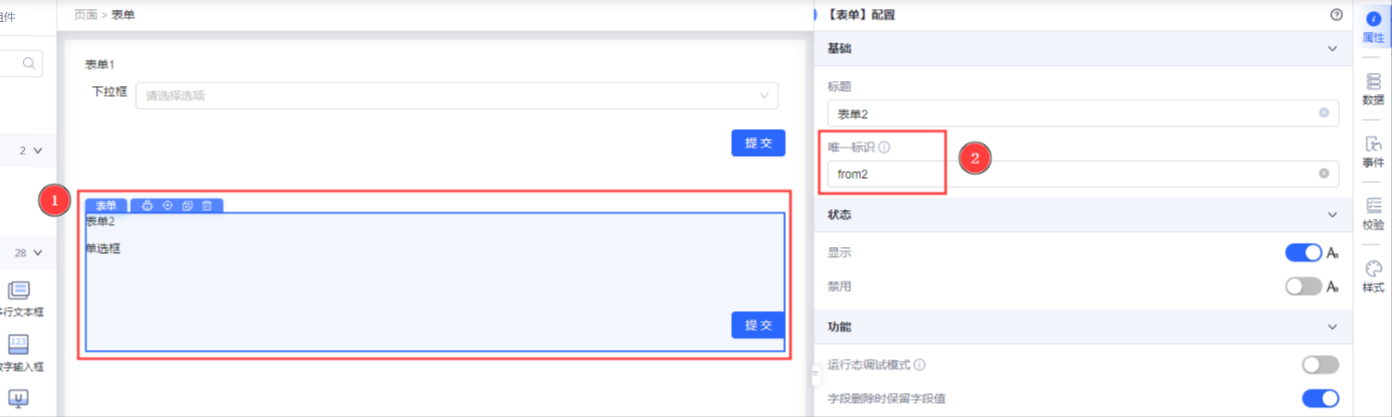 组件
页面 > 表单
【表单】配置
属性
基础
表单1
标题
下拉框
请选择选项
表单2
数据
提交
唯一标识
2
2
事件
from2
1
表单
表单2
状态
校验
单选框
28
显示
禁用
样式
多行文本框
提交
功能
123
数字输入框
运行态调试模式
字段删除时保留字段值